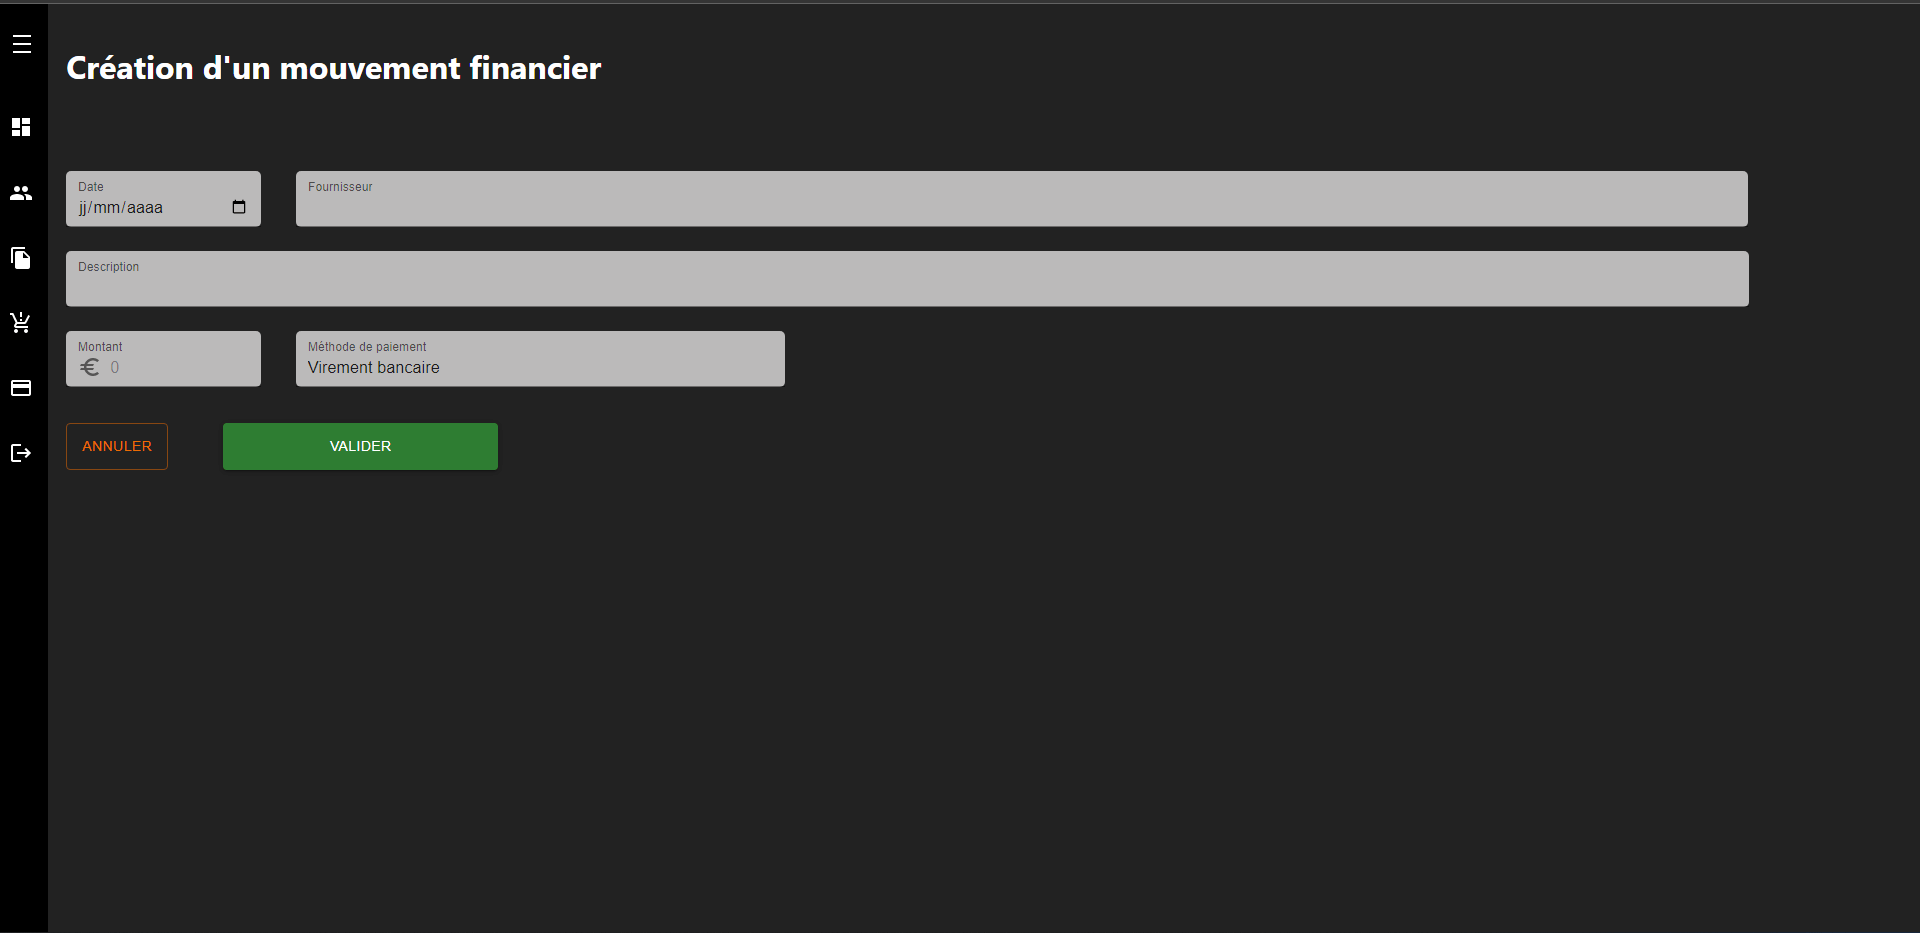 Création d'un mouvement financier
Date
jj/mm/aaaa
Fournisseur
Description
Montant
€ 0
Méthode de paiement
Virement bancaire
ANNULER
VALIDER